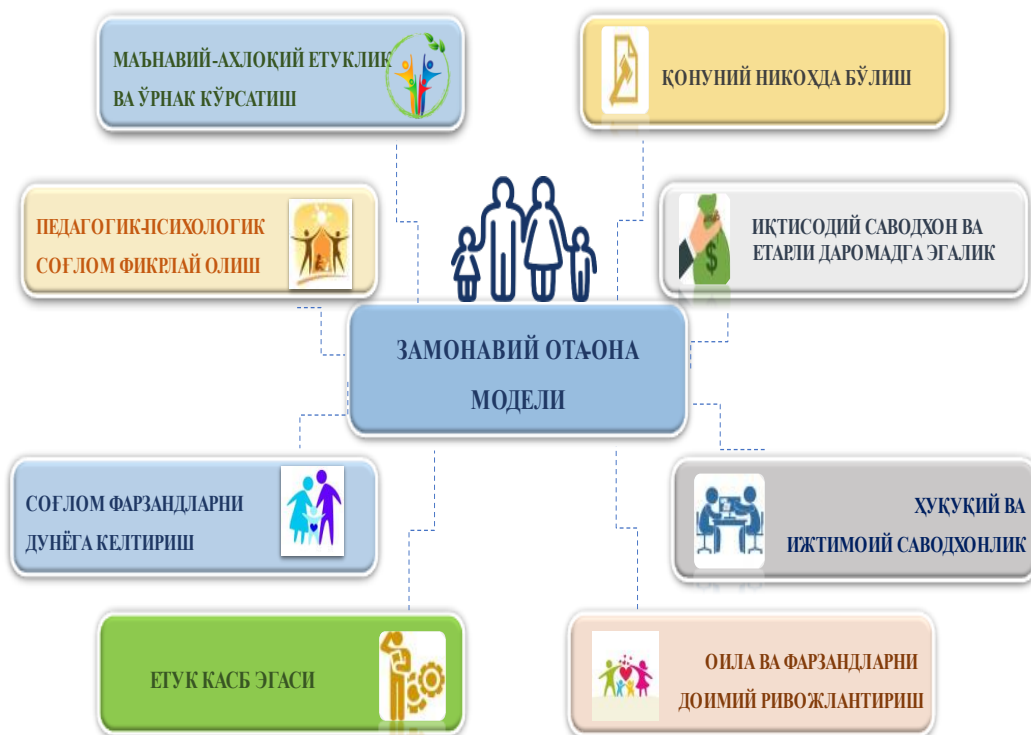 МАЪНАВИЙ-АХЛОҚИЙ ЕТУКЛИК
ВА ЎРНАК КЎРСАТИШ
ҚОНУНИЙ НИКОҲДА БЎЛИШ
ПЕДАГОГИК-ПСИХОЛОГИК
СОҒЛОМ ФИКРЛАЙ ОЛИШ
ИҚТИСОДИЙ САВОДХОН ВА
ЕТАРЛИ ДАРОМАДГА ЭГАЛИК
ЗАМОНАВИЙ ОТА-ОНА
МОДЕЛИ
СОҒЛОМ ФАРЗАНДЛАРНИ
ДУНЁГА КЕЛТИРИШ
ҲУҚУҚИЙ ВА
ИЖТИМОИЙ САВОДХОНЛИК
ЕТУК КАСБ ЭГАСИ
ОИЛА ВА ФАРЗАНДЛАРНИ
ДОИМИЙ РИВОЖЛАНТИРИШ